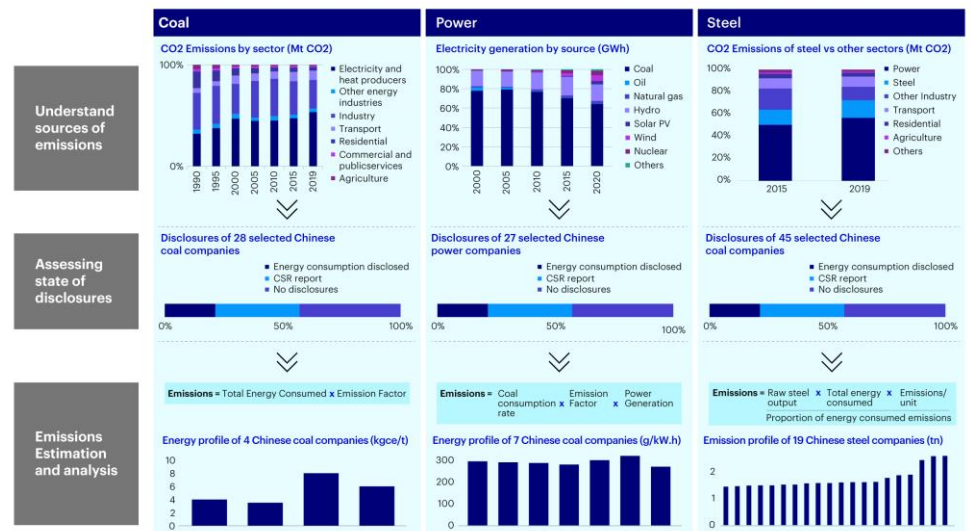 Coal
Power
Steel
Understand
sources of
emissions
CO2 Emissions by sector (Mt CO2)
100%
0%
1990
1995
2000
2005
2010
2015
2019
Electricity and
heat producers
Other energy
industries
Industry
Transport
Residential
Commercial and
publicservices
Agriculture
Electricity generation by source (GWh)
100%
80%
60%
40%
20%
0%
2000
2005
2010
2015
2020
Coal
Oil
Natural gas
Hydro
Solar PV
Wind
Nuclear
Others
CO2 Emissions of steel vs other sectors (Mt CO2)
100%
80%
60%
40%
20%
0%
2015
2019
Power
Steel
Other Industry
Transport
Residential
Agriculture
Others
Assessing
state of
disclosures
Disclosures of 28 selected Chinese
coal companies
Energy consumption disclosed
CSR report
No disclosures
0%
50%
100%
Disclosures of 27 selected Chinese
power companies
Energy consumption disclosed
CSR report
No disclosures
0%
50%
100%
Disclosures of 45 selected Chinese
coal companies
Energy consumption disclosed
CSR report
No disclosures
0%
50%
100%
Emissions
Estimation
and analysis
Emissions = Total Energy Consumed x Emission Factor
Energy profile of 4 Chinese coal companies (kgce/t)
10
8
6
4
2
0
Emissions = Coal consumption rate x Emission Factor x Power Generation
Energy profile of 7 Chinese coal companies (g/kW.h)
300
200
100
0
Emissions = Raw steel output x Total energy consumed x Emissions/ unit
Proportion of energy consumed emissions
Emission profile of 19 Chinese steel companies (tn)
2
1
0